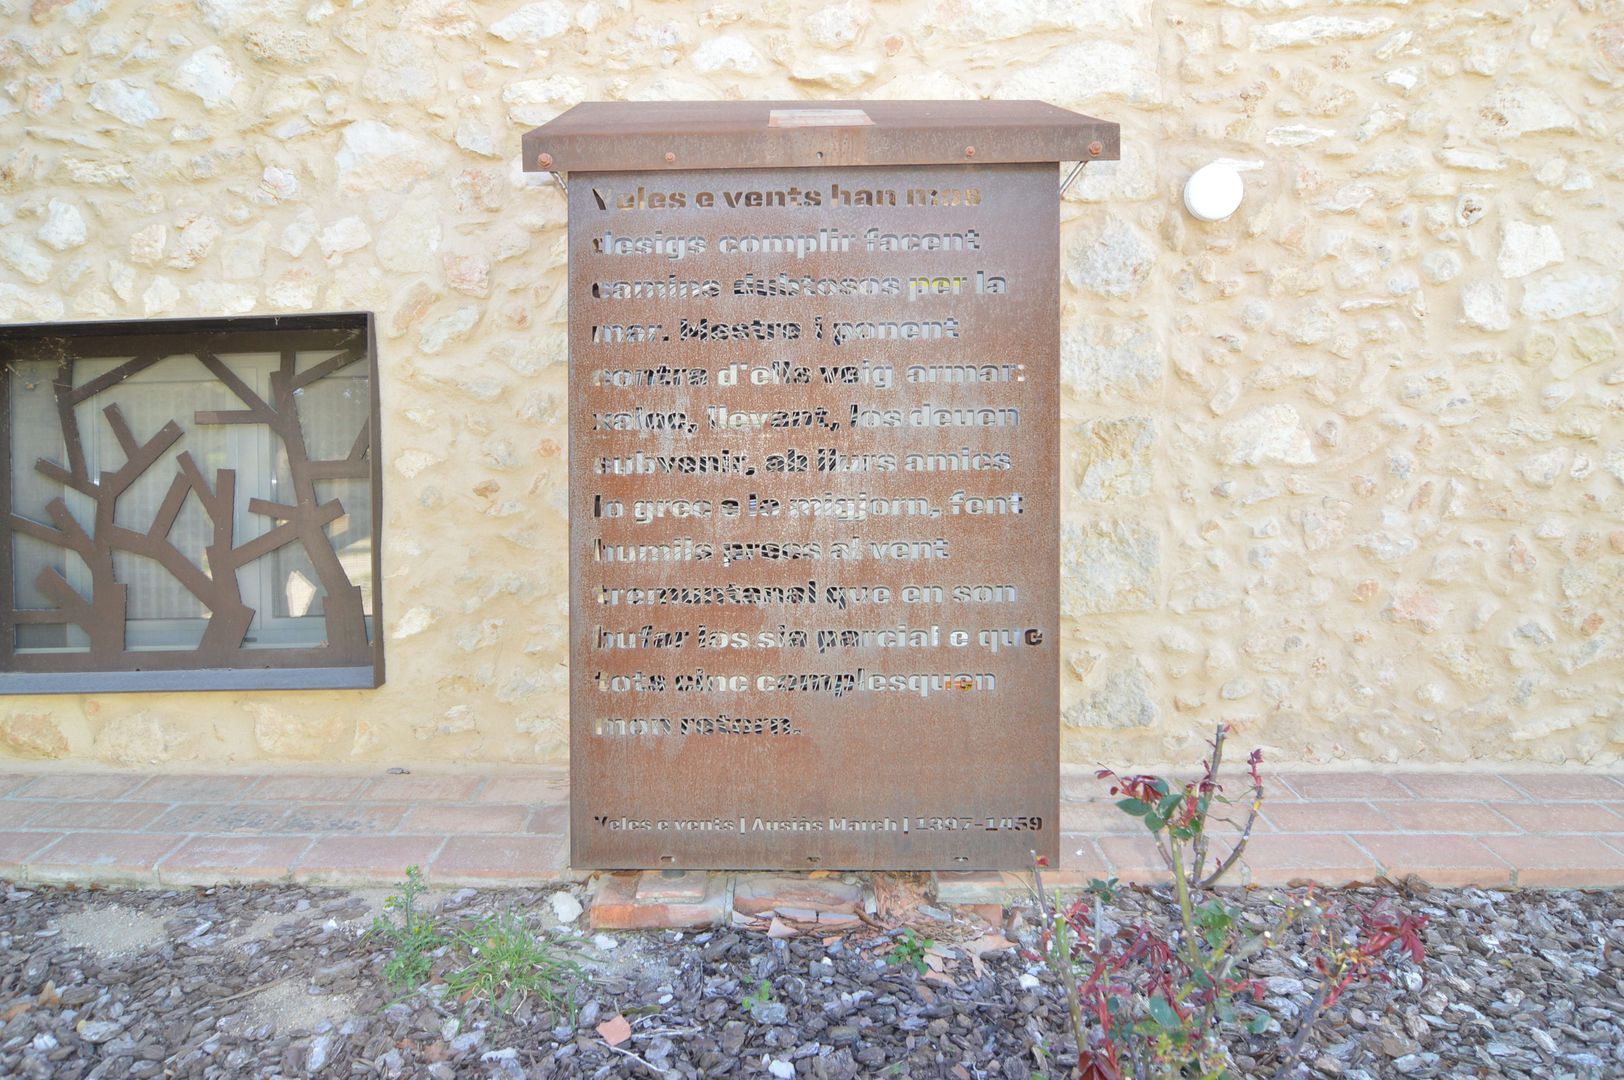 Veles e vents han mos
desigs complir facent
camins dubtosos per la
mar. Mestre i ponent
contra d'ells veig armar:
xaloc, llevant, los deuen
subvenir, ab llurs amics
lo grec e lo migjorn, fent
humils precs al vent
tremuntanal que en son
bufar los sia parcial e que
tots cinc complesquen
mon retorn.
Veles e vents | Ausiàs March | 1397-1459